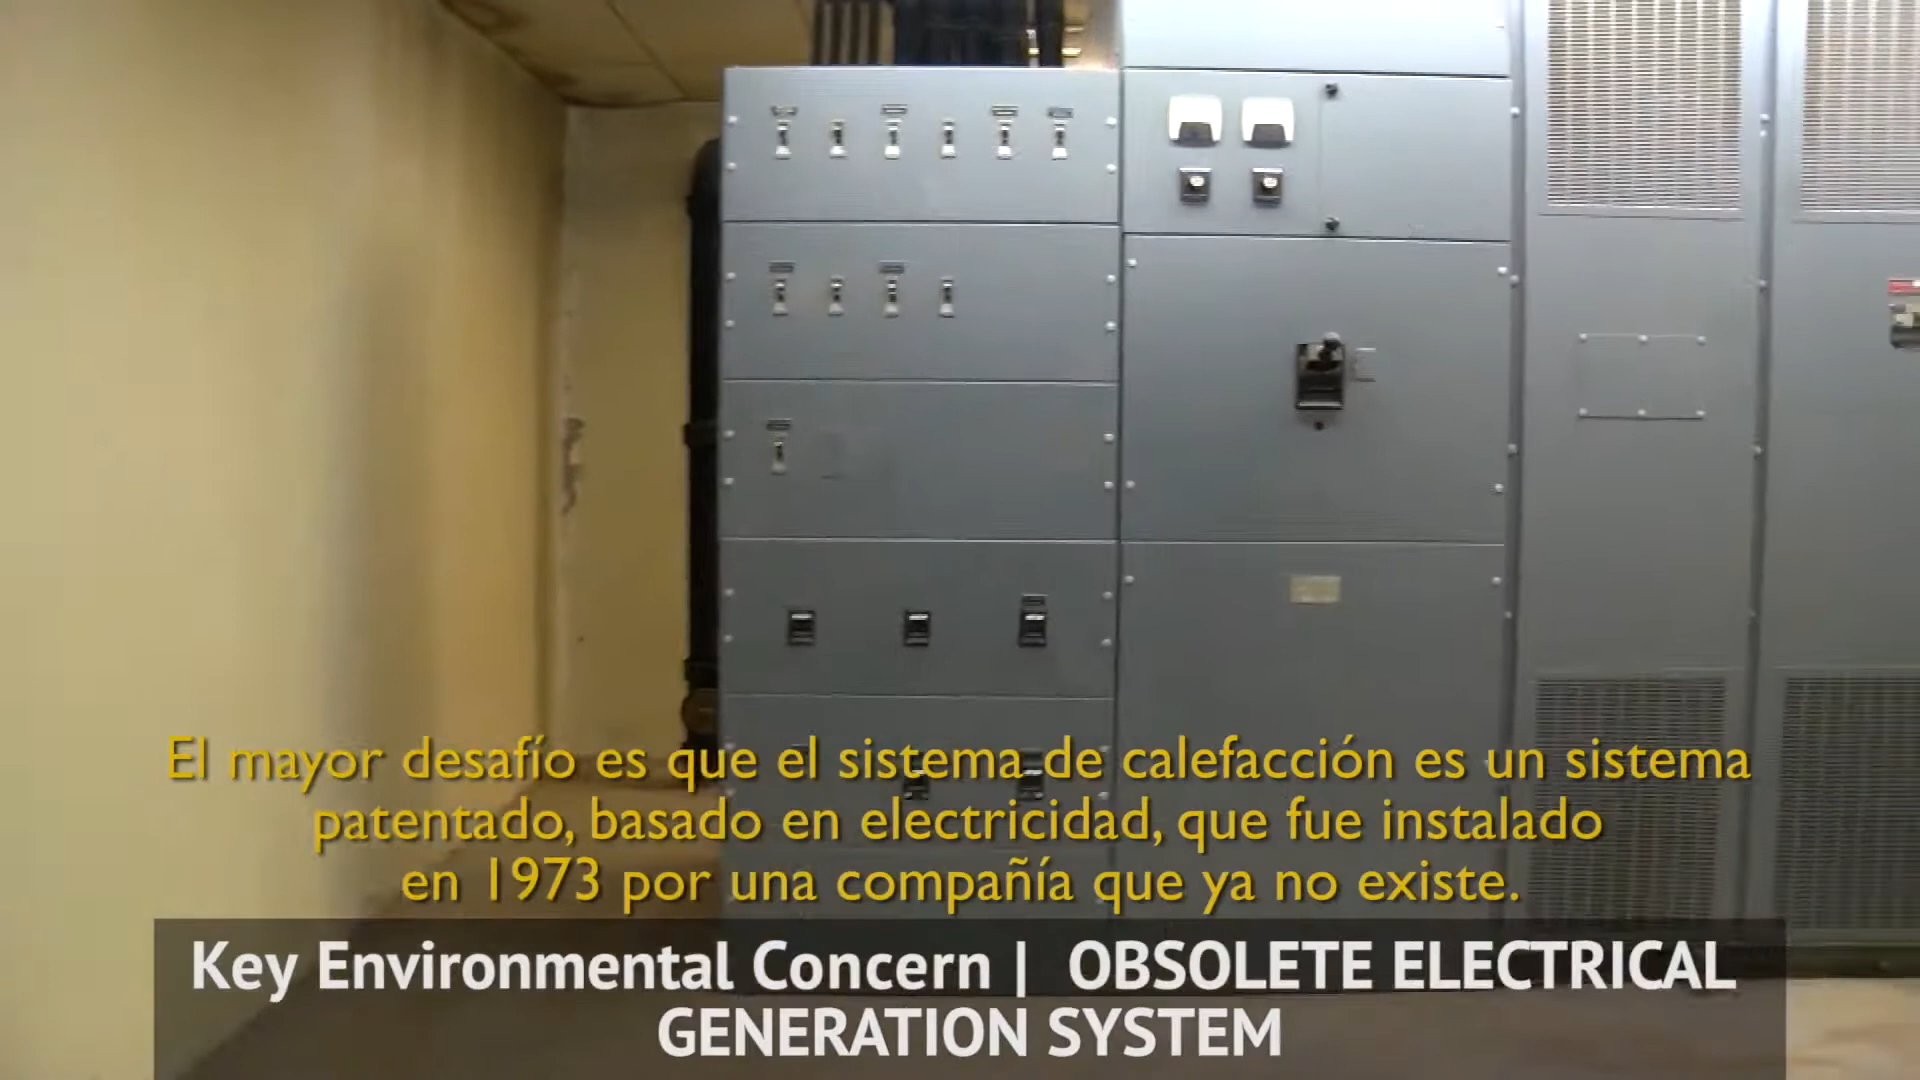 El mayor desafío es que el sistema de calefacción es un sistema
patentado, basado en electricidad, que fue instalado
en 1973 por una compañía que ya no existe.
Key Environmental Concern | OBSOLETE ELECTRICAL
GENERATION SYSTEM